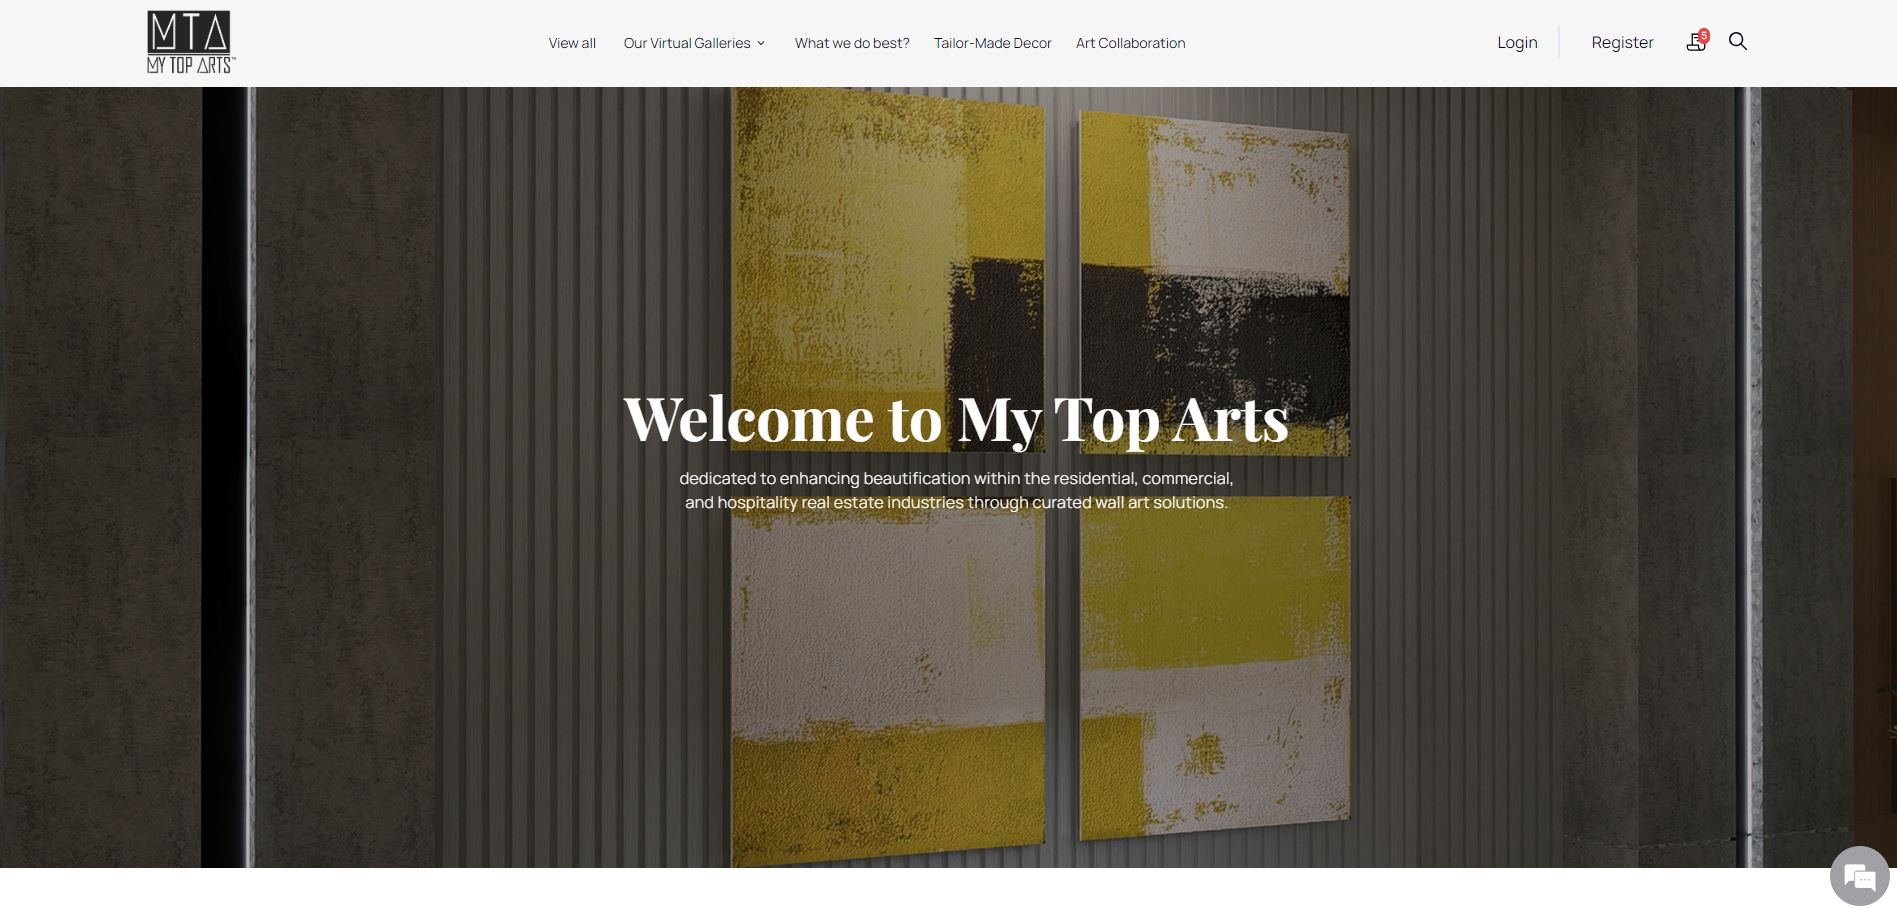 MTA
MY TOP ARTS™
View all
Our Virtual Galleries
What we do best?
Tailor-Made Decor
Art Collaboration
Login
Register
5
Welcome to My Top Arts
dedicated to enhancing beautification within the residential, commercial,
and hospitality real estate industries through curated wall art solutions.